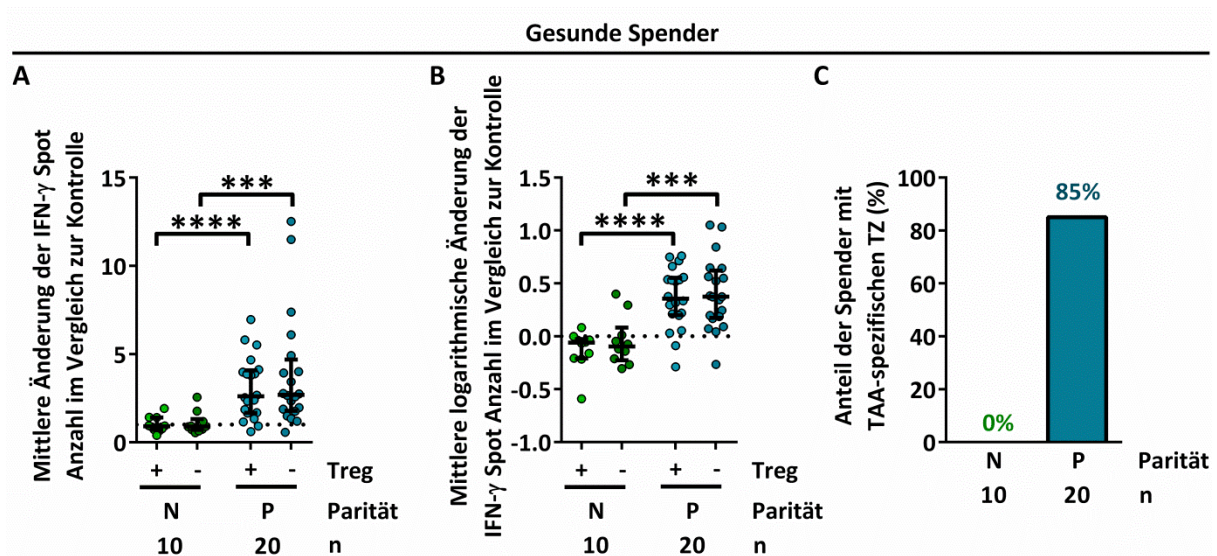 Gesunde Spender
A
Mittlere Änderung der IFN-γ Spot
Anzahl im Vergleich zur Kontrolle
15
10
5
0
****
***
+ - + - Treg
N P Parität
10 20 n
B
Mittlere logarithmische Änderung der
IFN-γ Spot Anzahl im Vergleich zur Kontrolle
1.5
1.0
0.5
0.0
-0.5
-1.0
****
***
+ - + - Treg
N P Parität
10 20 n
C
Anteil der Spender mit
TAA-spezifischen TZ (%)
100
80
60
40
20
0
0%
85%
N P Parität
10 20 n